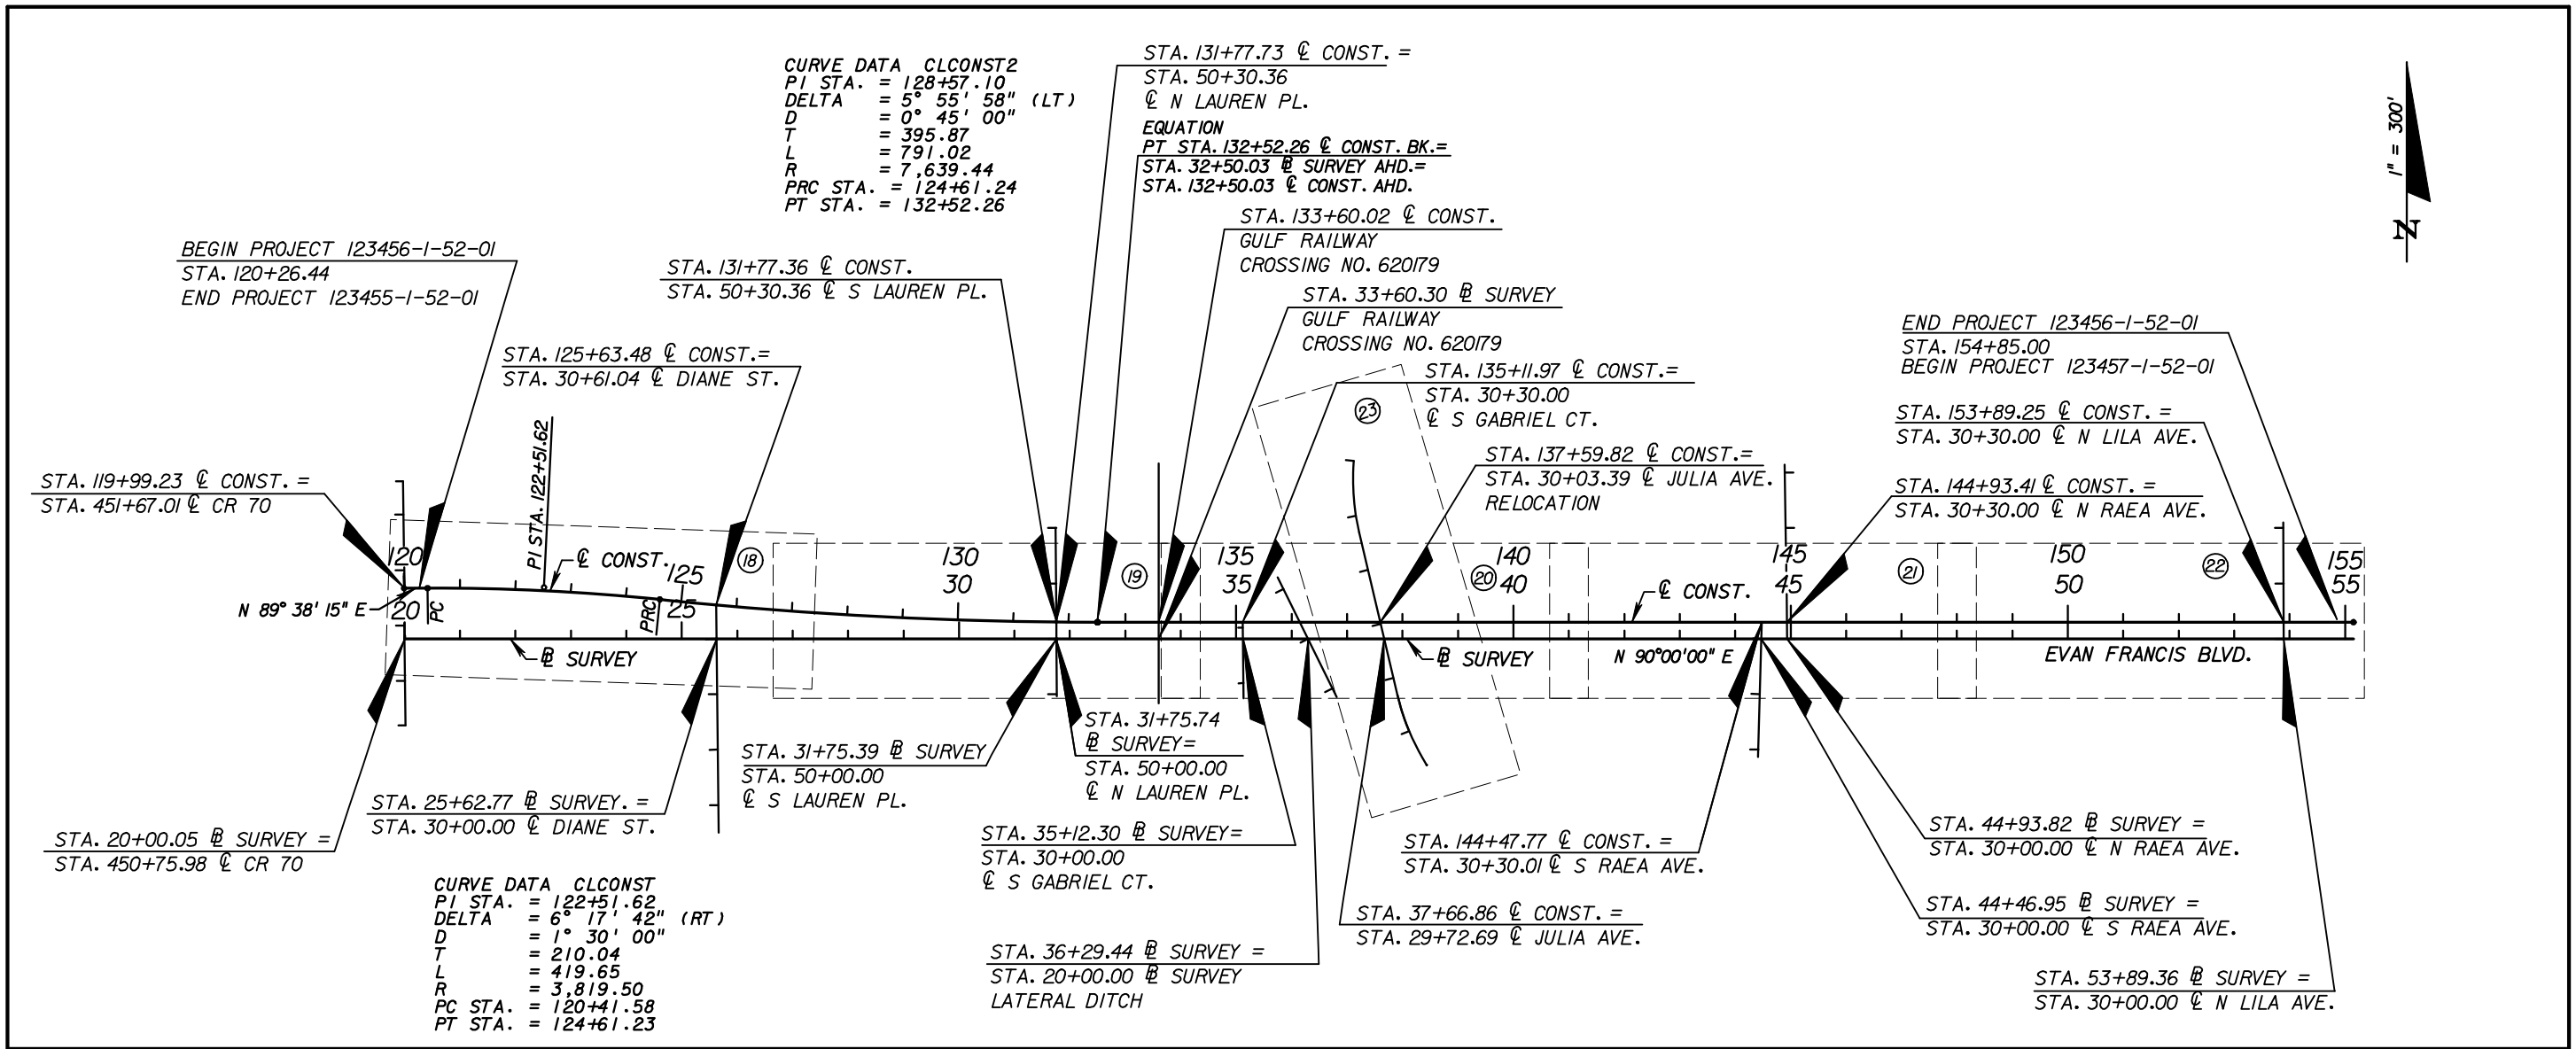 CURVE DATA CLCONST2
PI STA. = 128+57.10
DELTA = 5° 55' 58" (LT)
D = 0° 45' 00"
T = 395.87
L = 791.02
R = 7,639.44
PRC STA. = 124+61.24
PT STA. = 132+52.26
STA. 131+77.73 ℄ CONST. =
STA. 50+30.36
℄ N LAUREN PL.
EQUATION
PT STA. 132+52.26 ℄ CONST. BK.=
STA. 32+50.03 BL SURVEY AHD.=
STA. 132+50.03 ℄ CONST. AHD.
1" = 300'
N
STA. 133+60.02 ℄ CONST.
GULF RAILWAY
CROSSING NO. 620179
BEGIN PROJECT 123456-1-52-01
STA. 120+26.44
END PROJECT 123455-1-52-01
STA. 131+77.36 ℄ CONST.
STA. 50+30.36 ℄ S LAUREN PL.
STA. 33+60.30 BL SURVEY
GULF RAILWAY
CROSSING NO. 620179
END PROJECT 123456-1-52-01
STA. 154+85.00
BEGIN PROJECT 123457-1-52-01
STA. 125+63.48 ℄ CONST.=
STA. 30+61.04 ℄ DIANE ST.
STA. 135+11.97 ℄ CONST.=
STA. 30+30.00
℄ S GABRIEL CT.
23
STA. 153+89.25 ℄ CONST. =
STA. 30+30.00 ℄ N LILA AVE.
PI STA. 122+51.62
STA. 137+59.82 ℄ CONST.=
STA. 30+03.39 ℄ JULIA AVE.
RELOCATION
STA. 119+99.23 ℄ CONST. =
STA. 451+67.01 ℄ CR 70
STA. 144+93.41 ℄ CONST. =
STA. 30+30.00 ℄ N RAEA AVE.
120
℄ CONST.
125
18
130
30
19
135
35
140
40
20
145
45
21
150
50
22
155
55
N 89° 38' 15" E
20
PC
PRC
25
℄ CONST.
BL SURVEY
BL SURVEY
N 90°00'00" E
EVAN FRANCIS BLVD.
STA. 31+75.39 BL SURVEY
STA. 50+00.00
℄ S LAUREN PL.
STA. 31+75.74
BL SURVEY=
STA. 50+00.00
℄ N LAUREN PL.
STA. 25+62.77 BL SURVEY. =
STA. 30+00.00 ℄ DIANE ST.
STA. 20+00.05 BL SURVEY =
STA. 450+75.98 ℄ CR 70
STA. 35+12.30 BL SURVEY=
STA. 30+00.00
℄ S GABRIEL CT.
STA. 144+47.77 ℄ CONST. =
STA. 30+30.01 ℄ S RAEA AVE.
STA. 44+93.82 BL SURVEY =
STA. 30+00.00 ℄ N RAEA AVE.
CURVE DATA CLCONST
PI STA. = 122+51.62
DELTA = 6° 17' 42" (RT)
D = 1° 30' 00"
T = 210.04
L = 419.65
R = 3,819.50
PC STA. = 120+41.58
PT STA. = 124+61.23
STA. 37+66.86 ℄ CONST. =
STA. 29+72.69 ℄ JULIA AVE.
STA. 44+46.95 BL SURVEY =
STA. 30+00.00 ℄ S RAEA AVE.
STA. 36+29.44 BL SURVEY =
STA. 20+00.00 BL SURVEY
LATERAL DITCH
STA. 53+89.36 BL SURVEY =
STA. 30+00.00 ℄ N LILA AVE.